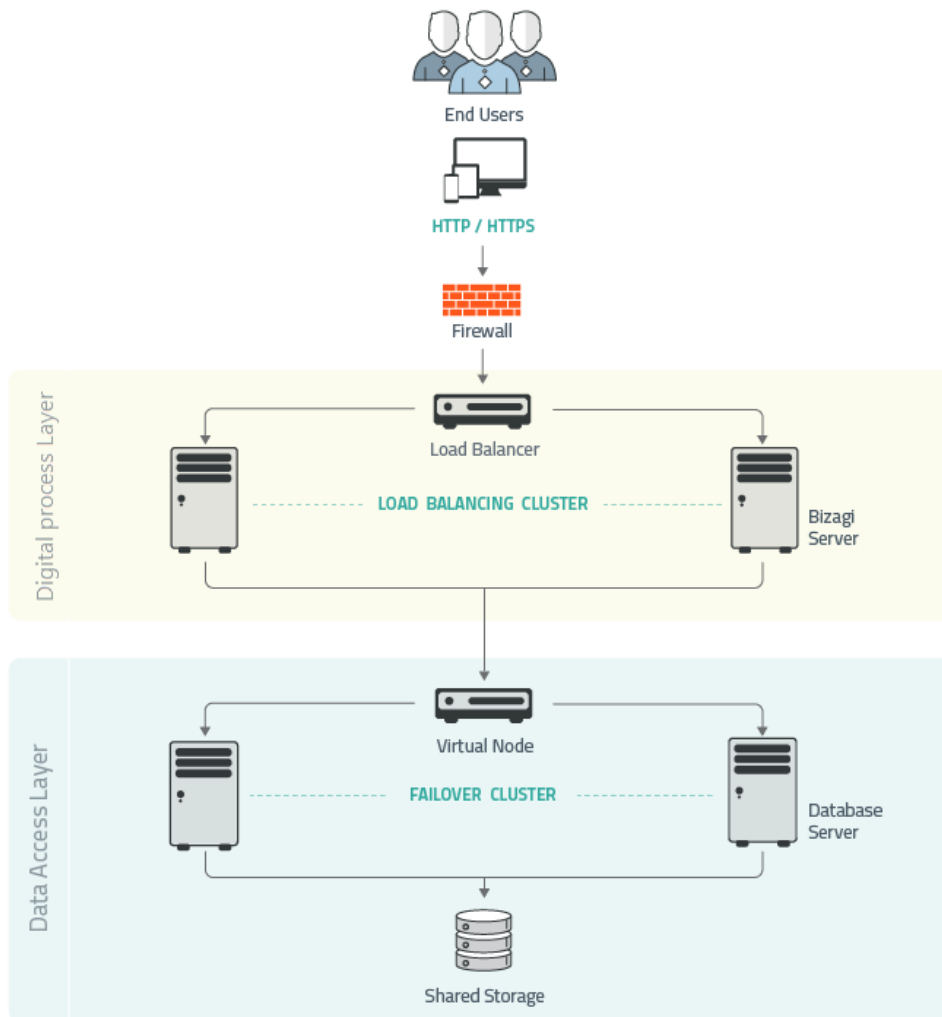 End Users
HTTP / HTTPS
Firewall
Digital process Layer
Load Balancer
LOAD BALANCING CLUSTER
Bizagi
Server
Data Access Layer
Virtual Node
FAILOVER CLUSTER
Database
Server
Shared Storage